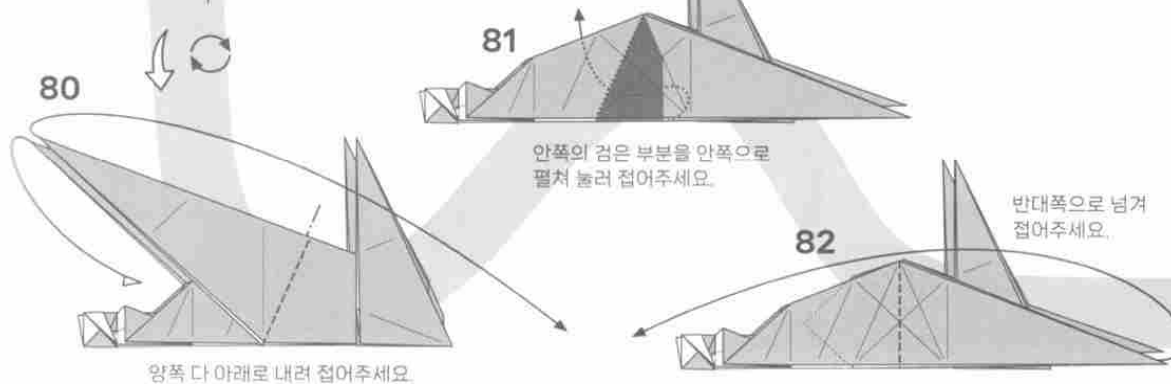 80
양쪽 다 아래로 내려 접어주세요.
81
안쪽의 검은 부분을 안쪽으로
펼쳐 눌러 접어주세요.
82
반대쪽으로 넘겨
접어주세요.